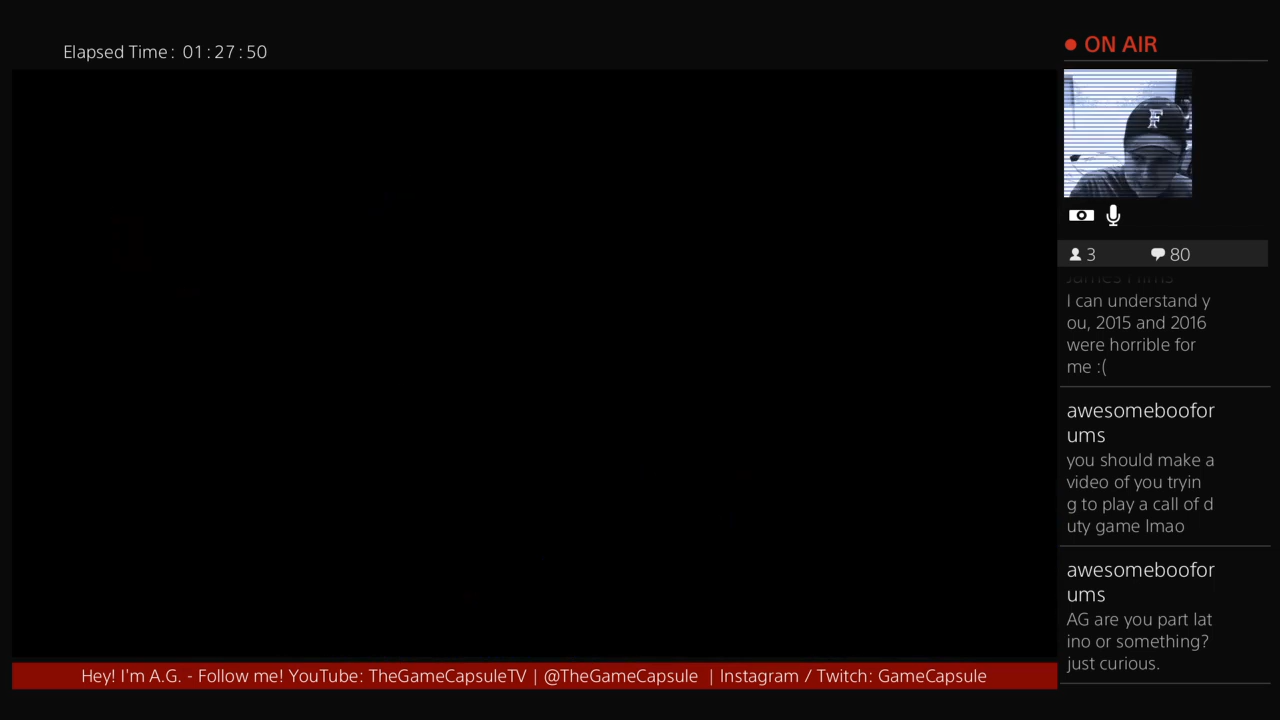 Elapsed Time: 01:27:50
ON AIR
F
3 80
James Films
I can understand y
ou, 2015 and 2016
were horrible for
me :(
awesomeboofor
ums
you should make a
video of you tryin
g to play a call of d
uty game lmao
awesomeboofor
ums
AG are you part lat
ino or something?
just curious.
Hey! I'm A.G. - Follow me! YouTube: TheGameCapsuleTV | @TheGameCapsule | Instagram / Twitch: GameCapsule